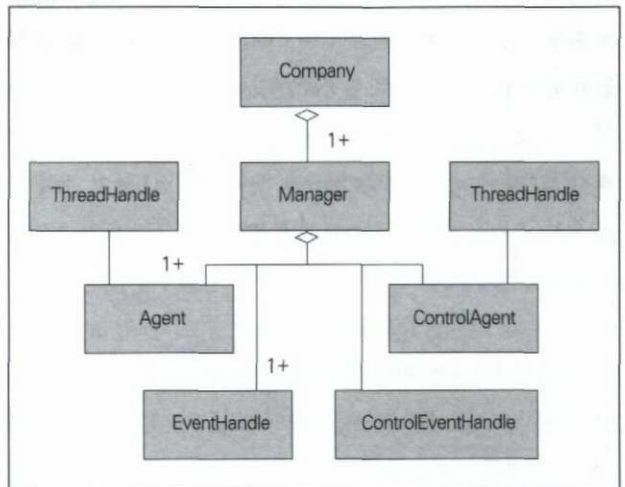 Company
1+
ThreadHandle
Manager
ThreadHandle
1+
Agent
ControlAgent
1+
EventHandle
ControlEventHandle